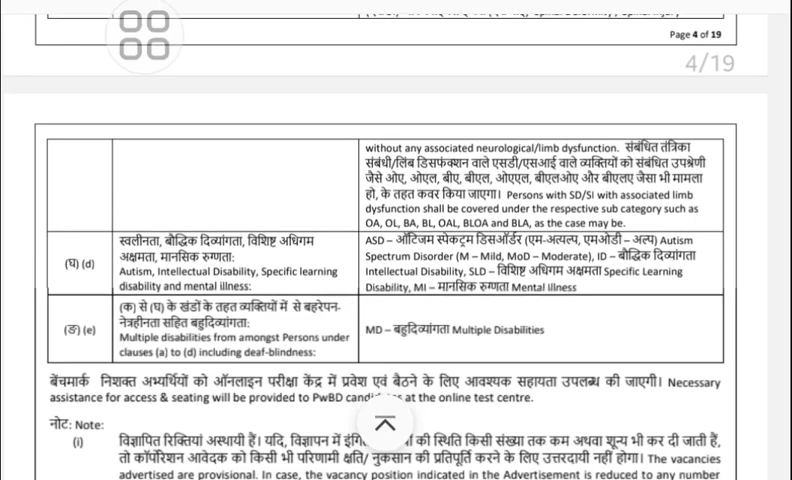 Page 4 of 19
4/19
without any associated neurological/limb dysfunction. संबंधित तंत्रिका
संबंधी/लिंब डिसफंक्शन वाले एसडी/एसआई वाले व्यक्तियों को संबंधित उपश्रेणी
जैसे ओए, ओएल, बीए, बीएल, ओएएल, बीएलओए और बीएलए जैसा भी मामला
हो, के तहत कवर किया जाएगा। Persons with SD/SI with associated limb
dysfunction shall be covered under the respective sub category such as
OA, OL, BA, BL, OAL, BLOA and BLA, as the case may be.
(घ) (d)
स्वलीनता, बौद्धिक दिव्यांगता, विशिष्ट अधिगम
अक्षमता, मानसिक रुग्णता:
Autism, Intellectual Disability, Specific learning
disability and mental illness:
ASD – ऑटिजम स्पेकट्रम डिसऑर्डर (एम-अत्यल्प, एमओडी – अल्प) Autism
Spectrum Disorder (M – Mild, MoD – Moderate), ID – बौद्धिक दिव्यांगता
Intellectual Disability, SLD – विशिष्ट अधिगम अक्षमता Specific Learning
Disability, MI – मानसिक रुग्णता Mental Illness
(ङ) (e)
(क) से (घ) के खंडों के तहत व्यक्तियों में से बहरेपन-
नेत्रहीनता सहित बहुदिव्यांगता:
Multiple disabilities from amongst Persons under
clauses (a) to (d) including deaf-blindness:
MD – बहुदिव्यांगता Multiple Disabilities
बेंचमार्क निशक्त अभ्यर्थियों को ऑनलाइन परीक्षा केंद्र में प्रवेश एवं बैठने के लिए आवश्यक सहायता उपलब्ध की जाएगी। Necessary
assistance for access & seating will be provided to PwBD at the online test centre.
नोट: Note:
(i) विज्ञापित रिक्तियां अस्थायी हैं। यदि, विज्ञापन में की स्थिति किसी संख्या तक कम अथवा शून्य भी कर दी जाती हैं,
तो कॉर्पोरेशन आवेदक को किसी भी परिणामी क्षति/ नुकसान की प्रतिपूर्ति करने के लिए उत्तरदायी नहीं होगा। The vacancies
advertised are provisional. In case, the vacancy position indicated in the Advertisement is reduced to any number